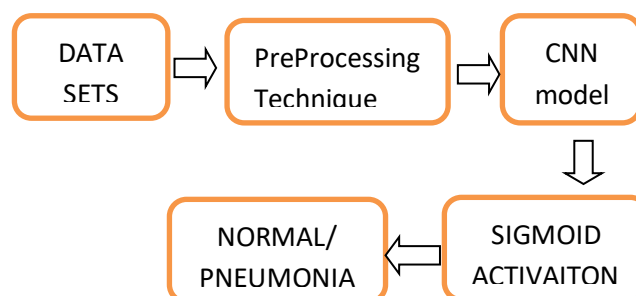 DATA
SETS
PreProcessing
Technique
CNN
model
SIGMOID
ACTIVAITON
NORMAL/
PNEUMONIA